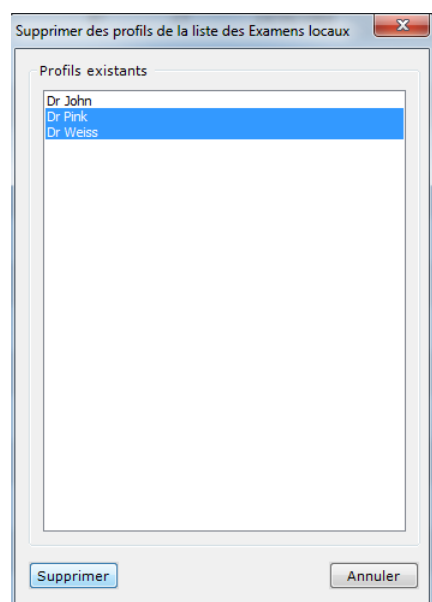 Supprimer des profils de la liste des Examens locaux
Profils existants
Dr John
Dr Pink
Dr Weiss
Supprimer
Annuler